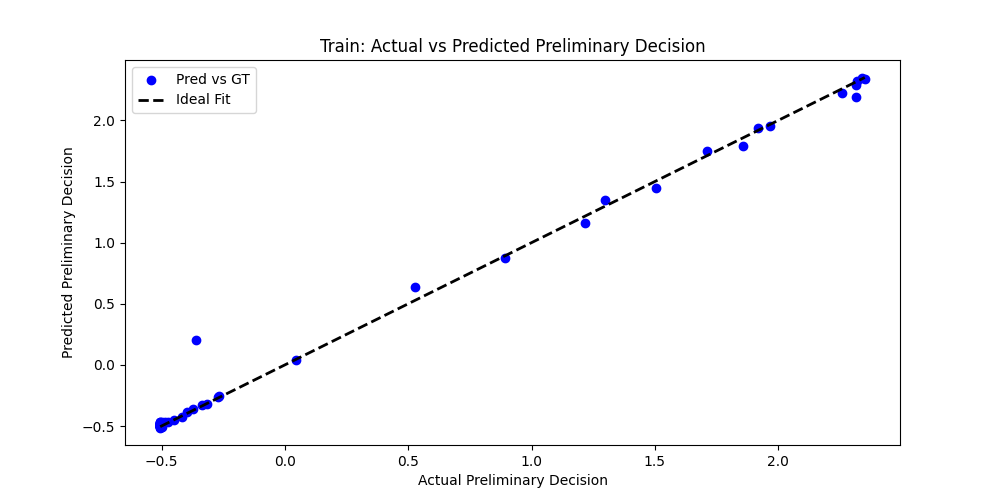 Train: Actual vs Predicted Preliminary Decision
Pred vs GT
Ideal Fit
Predicted Preliminary Decision
2.0
1.5
1.0
0.5
0.0
−0.5
−0.5 0.0 0.5 1.0 1.5 2.0
Actual Preliminary Decision